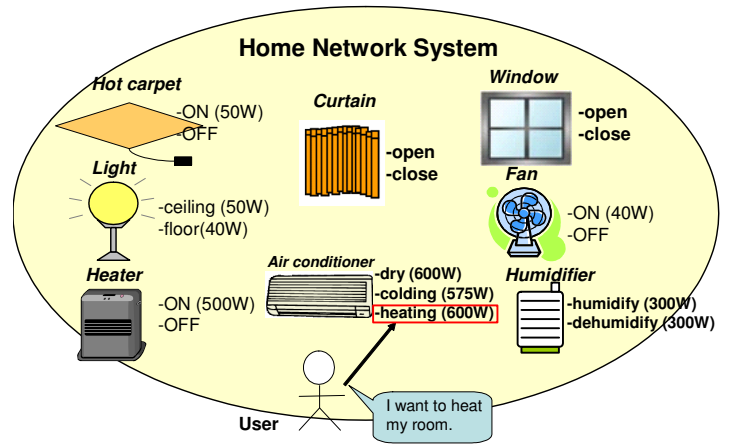 Home Network System
Hot carpet
-ON (50W)
-OFF
Curtain
-open
-close
Window
-open
-close
Light
-ceiling (50W)
-floor(40W)
Fan
-ON (40W)
-OFF
Heater
-ON (500W)
-OFF
Air conditioner
-dry (600W)
-colding (575W)
-heating (600W)
Humidifier
-humidify (300W)
-dehumidify (300W)
User
I want to heat
my room.